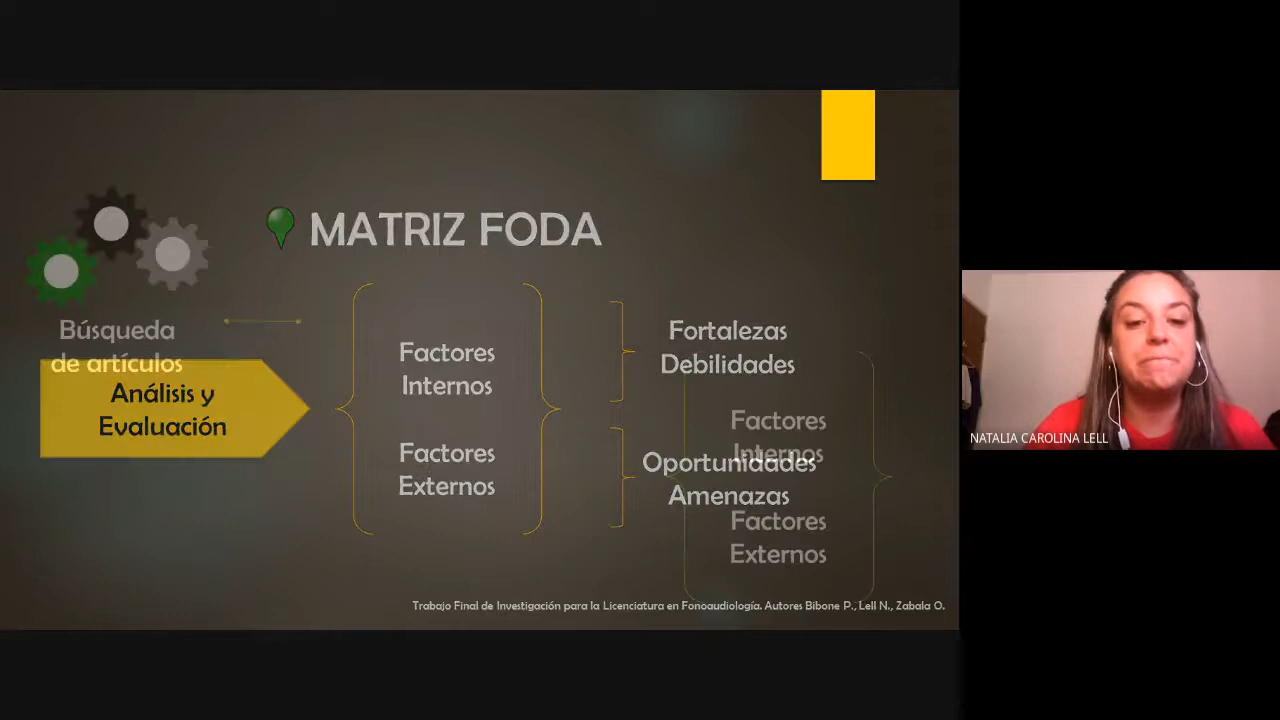 MATRIZ FODA
Búsqueda
de artículos
Análisis y
Evaluación
Factores
Internos
Factores
Externos
Fortalezas
Debilidades
Oportunidades
Amenazas
Factores
Internos
Factores
Externos
Trabajo Final de Investigación para la Licenciatura en Fonoaudiología. Autores Bibone P., Lell N., Zabala O.
NATALIA CAROLINA LELL